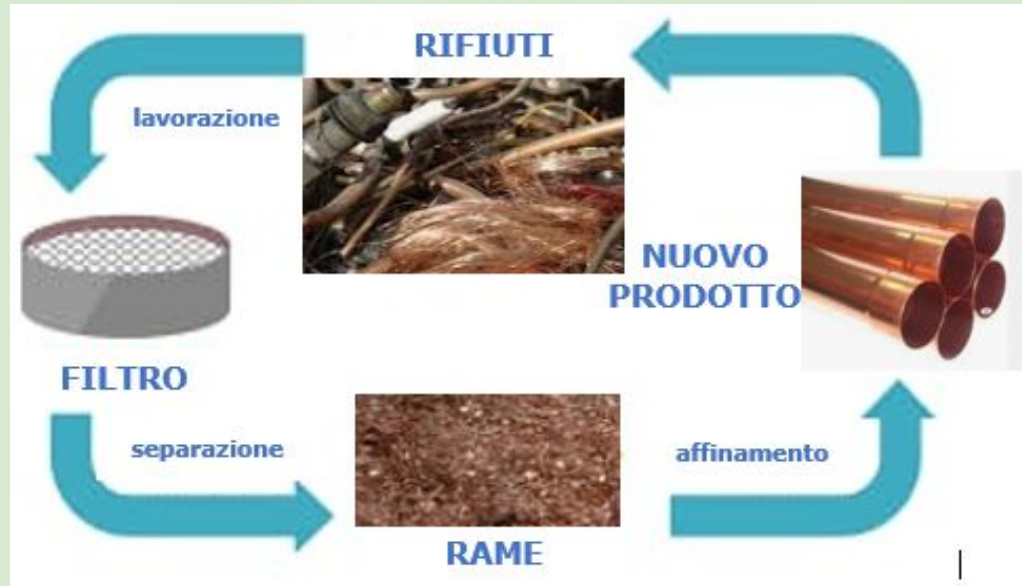 RIFIUTI
lavorazione
NUOVO
PRODOTTO
FILTRO
separazione
affinamento
RAME